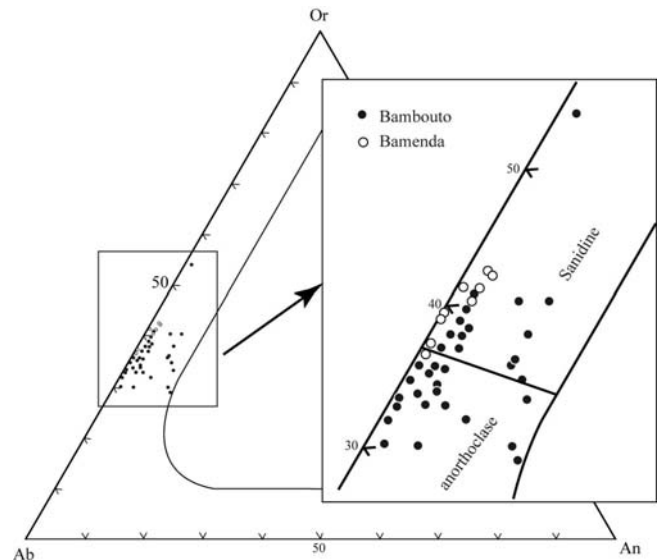 Or
Bambouto
Bamenda
50
Sanidine
50
40
30
anorthoclase
Ab
50
An